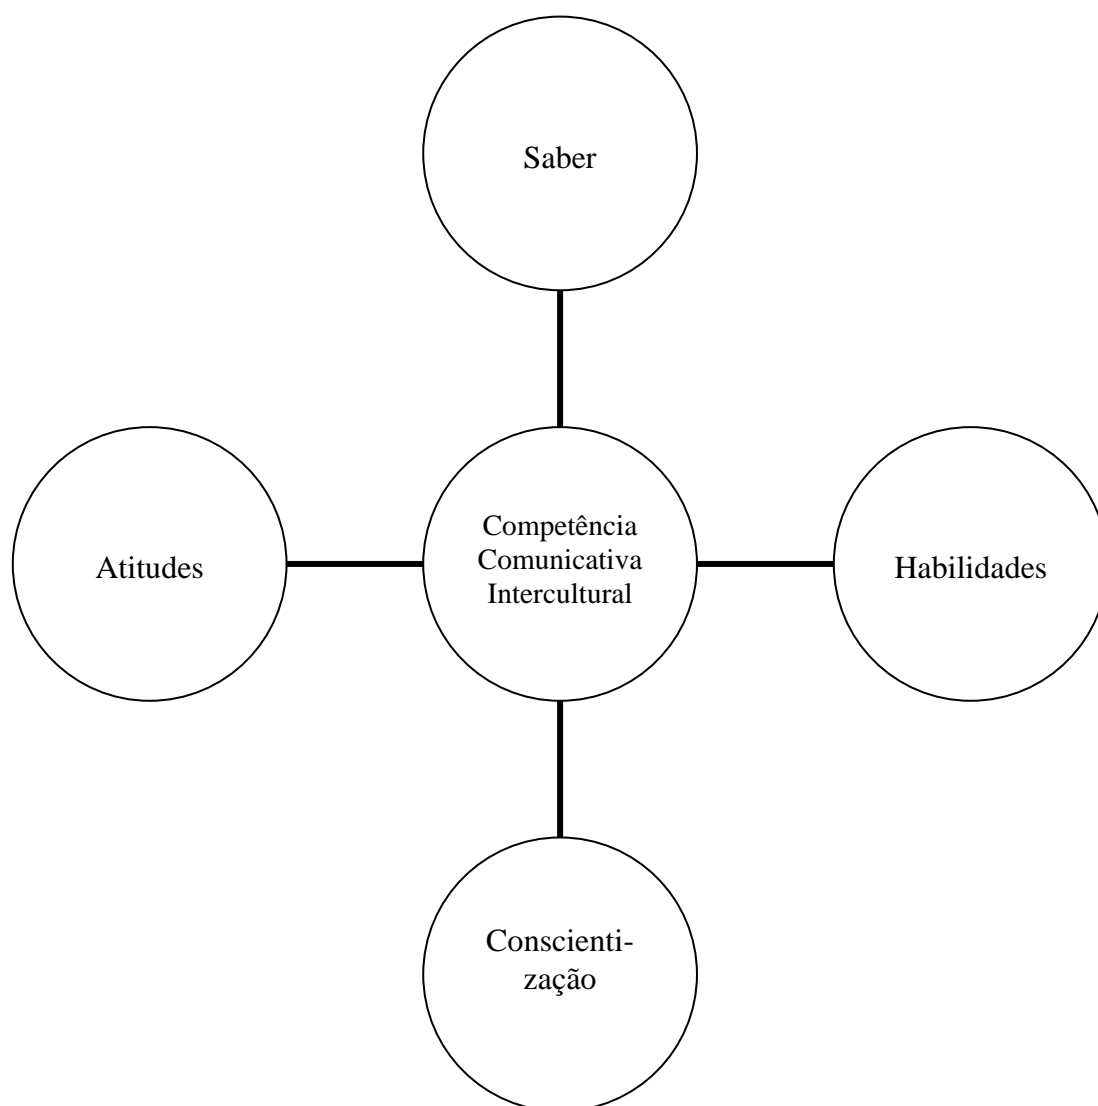 Saber
Atitudes
Competência
Comunicativa
Intercultural
Habilidades
Conscienti-
zação